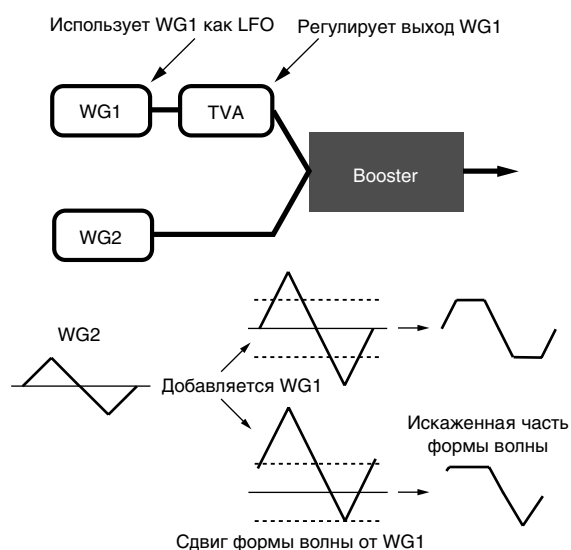 Использует WG1 как LFO
Регулирует выход WG1
WG1
TVA
Booster
WG2
WG2
Добавляется WG1
Искаженная часть
формы волны
Сдвиг формы волны от WG1